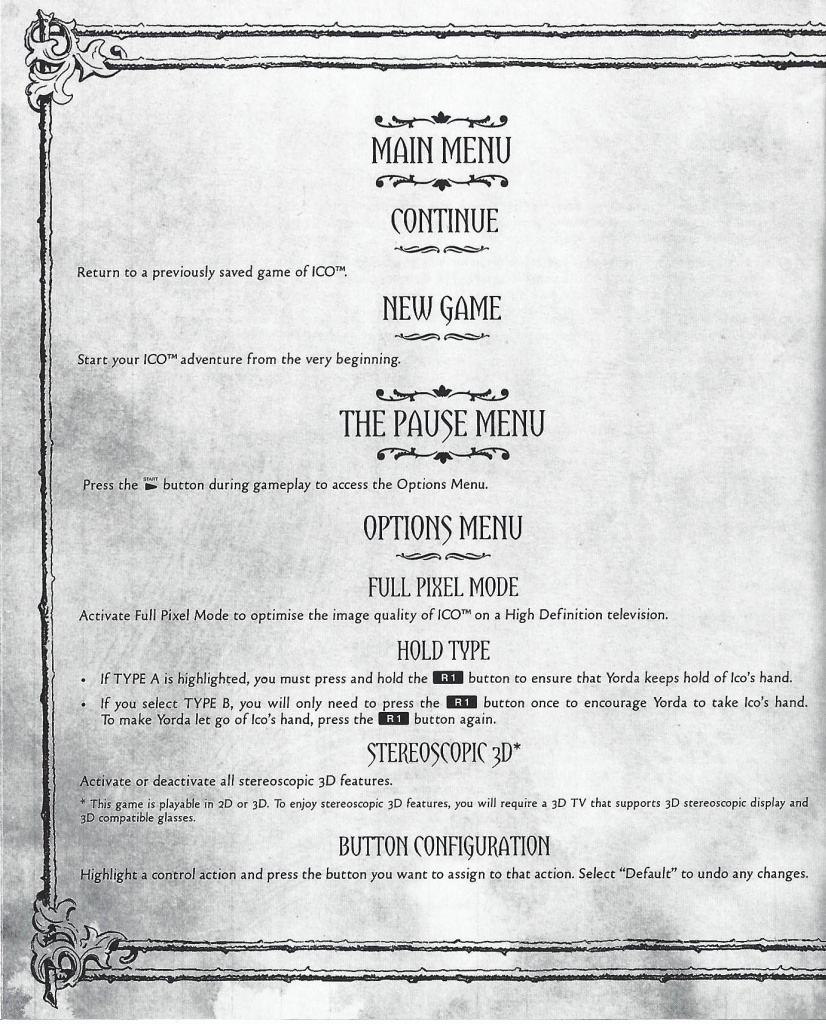 MAIN MENU
CONTINUE
Return to a previously saved game of ICO™.
NEW GAME
Start your ICO™ adventure from the very beginning.
THE PAUSE MENU
Press the START button during gameplay to access the Options Menu.
OPTIONS MENU
FULL PIXEL MODE
Activate Full Pixel Mode to optimise the image quality of ICO™ on a High Definition television.
HOLD TYPE
• If TYPE A is highlighted, you must press and hold the R1 button to ensure that Yorda keeps hold of Ico's hand.
• If you select TYPE B, you will only need to press the R1 button once to encourage Yorda to take Ico's hand.
To make Yorda let go of Ico's hand, press the R1 button again.
STEREOSCOPIC 3D*
Activate or deactivate all stereoscopic 3D features.
* This game is playable in 2D or 3D. To enjoy stereoscopic 3D features, you will require a 3D TV that supports 3D stereoscopic display and
3D compatible glasses.
BUTTON CONFIGURATION
Highlight a control action and press the button you want to assign to that action. Select “Default” to undo any changes.